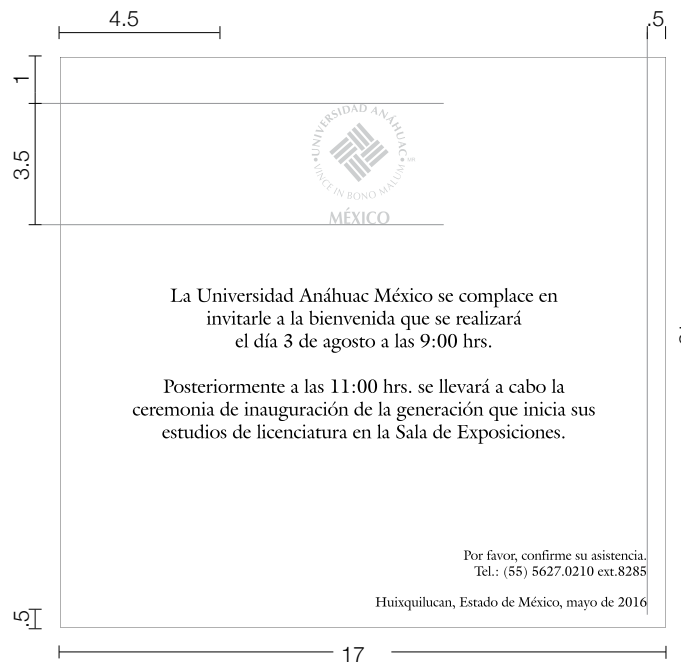 4.5
.5
1
3.5
UNIVERSIDAD ANÁHUAC
VINCE IN BONO MALUM
MÉXICO
La Universidad Anáhuac México se complace en
invitarle a la bienvenida que se realizará
el día 3 de agosto a las 9:00 hrs.
Posteriormente a las 11:00 hrs. se llevará a cabo la
ceremonia de inauguración de la generación que inicia sus
estudios de licenciatura en la Sala de Exposiciones.
Por favor, confirme su asistencia.
Tel.: (55) 5627.0210 ext.8285
Huixquilucan, Estado de México, mayo de 2016
.5
17